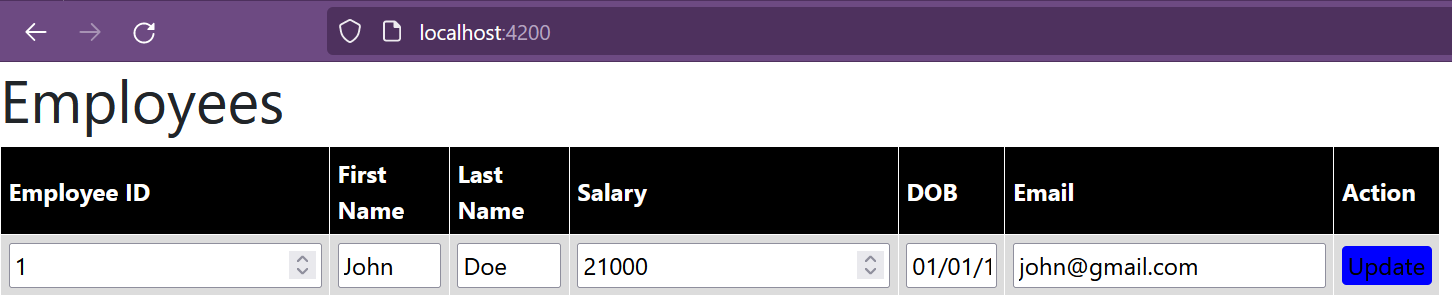 localhost:4200
Employees
Employee ID First Name Last Name Salary DOB Email Action
1 John Doe 21000 01/01/1 john@gmail.com Update